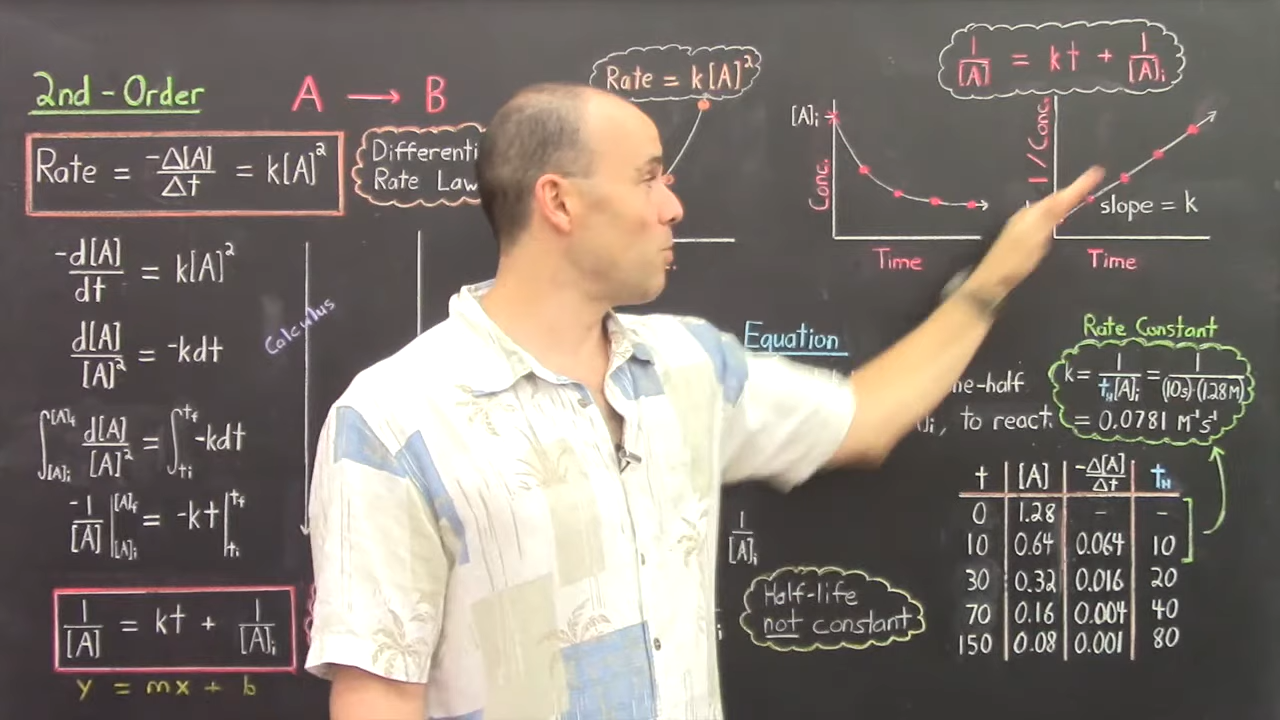 2nd-Order
A → B
Rate = -Δ[A]/Δt = k[A]²
Rate = k[A]²
-d[A]/dt = k[A]²
d[A]/[A]² = -kdt
∫[A]i [A]f d[A]/[A]² = ∫ti tf -kdt
-1/[A] |[A]i [A]f = -kt |ti tf
1/[A] = kt + 1/[A]i
y = mx + b
Calculus
[A]i
Conc.
Time
1/[A] = kt + 1/[A]i
1/Conc.
slope = k
Time
Equation
one-half
, to react
1/[A]i
Half-life
not constant
Rate Constant
k = 1/tH[A]i = 1/(10s)·(1.28M)
= 0.0781 M⁻¹s⁻¹
t [A] -Δ[A]/Δt tH
0 1.28 - -
10 0.64 0.064 10
30 0.32 0.016 20
70 0.16 0.004 40
150 0.08 0.001 80